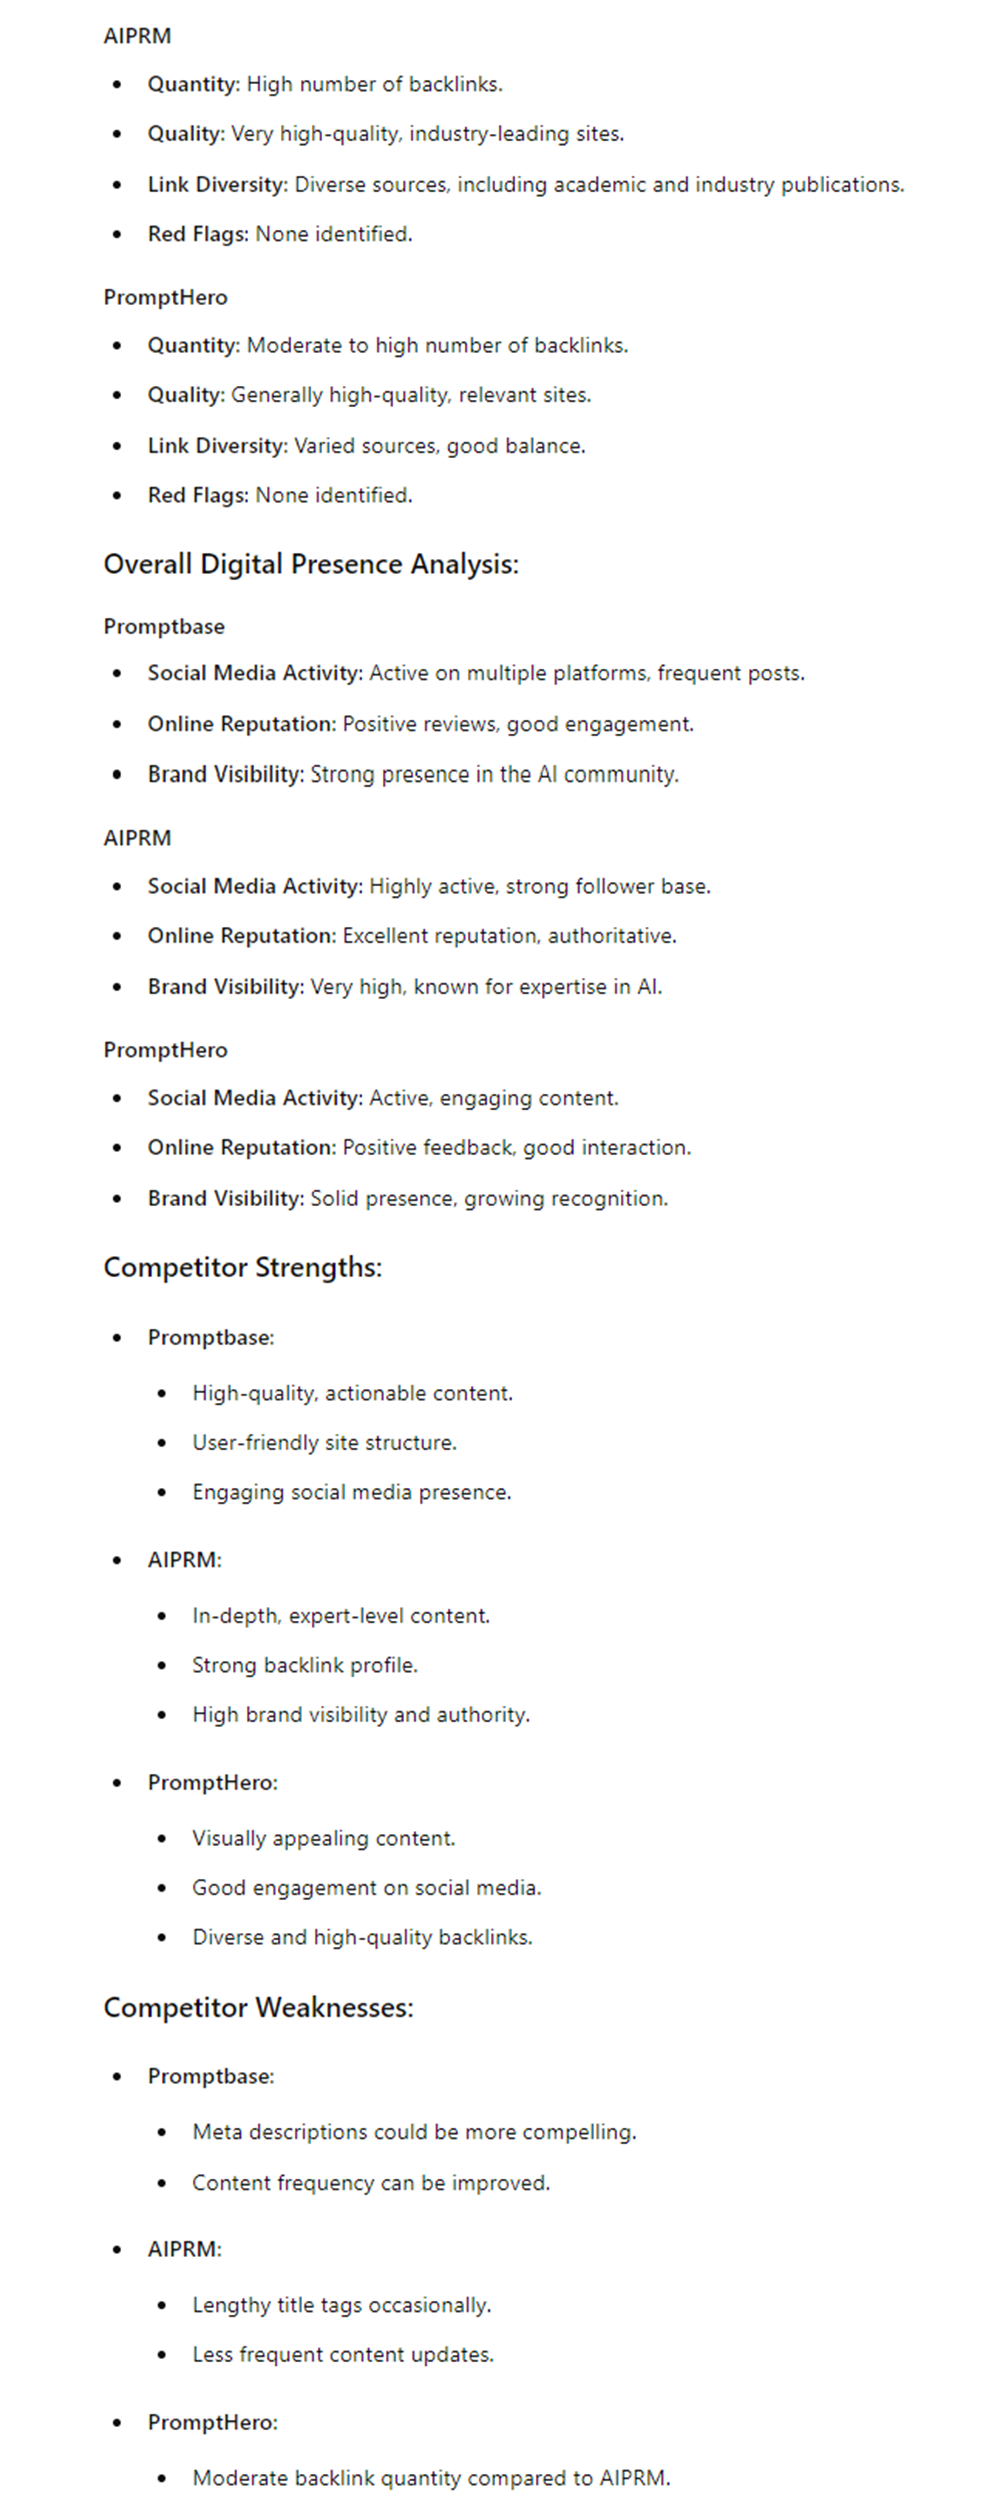 AIPRM
• Quantity: High number of backlinks.
• Quality: Very high-quality, industry-leading sites.
• Link Diversity: Diverse sources, including academic and industry publications.
• Red Flags: None identified.
PromptHero
• Quantity: Moderate to high number of backlinks.
• Quality: Generally high-quality, relevant sites.
• Link Diversity: Varied sources, good balance.
• Red Flags: None identified.
Overall Digital Presence Analysis:
Promptbase
• Social Media Activity: Active on multiple platforms, frequent posts.
• Online Reputation: Positive reviews, good engagement.
• Brand Visibility: Strong presence in the AI community.
AIPRM
• Social Media Activity: Highly active, strong follower base.
• Online Reputation: Excellent reputation, authoritative.
• Brand Visibility: Very high, known for expertise in AI.
PromptHero
• Social Media Activity: Active, engaging content.
• Online Reputation: Positive feedback, good interaction.
• Brand Visibility: Solid presence, growing recognition.
Competitor Strengths:
• Promptbase:
• High-quality, actionable content.
• User-friendly site structure.
• Engaging social media presence.
• AIPRM:
• In-depth, expert-level content.
• Strong backlink profile.
• High brand visibility and authority.
• PromptHero:
• Visually appealing content.
• Good engagement on social media.
• Diverse and high-quality backlinks.
Competitor Weaknesses:
• Promptbase:
• Meta descriptions could be more compelling.
• Content frequency can be improved.
• AIPRM:
• Lengthy title tags occasionally.
• Less frequent content updates.
• PromptHero:
• Moderate backlink quantity compared to AIPRM.